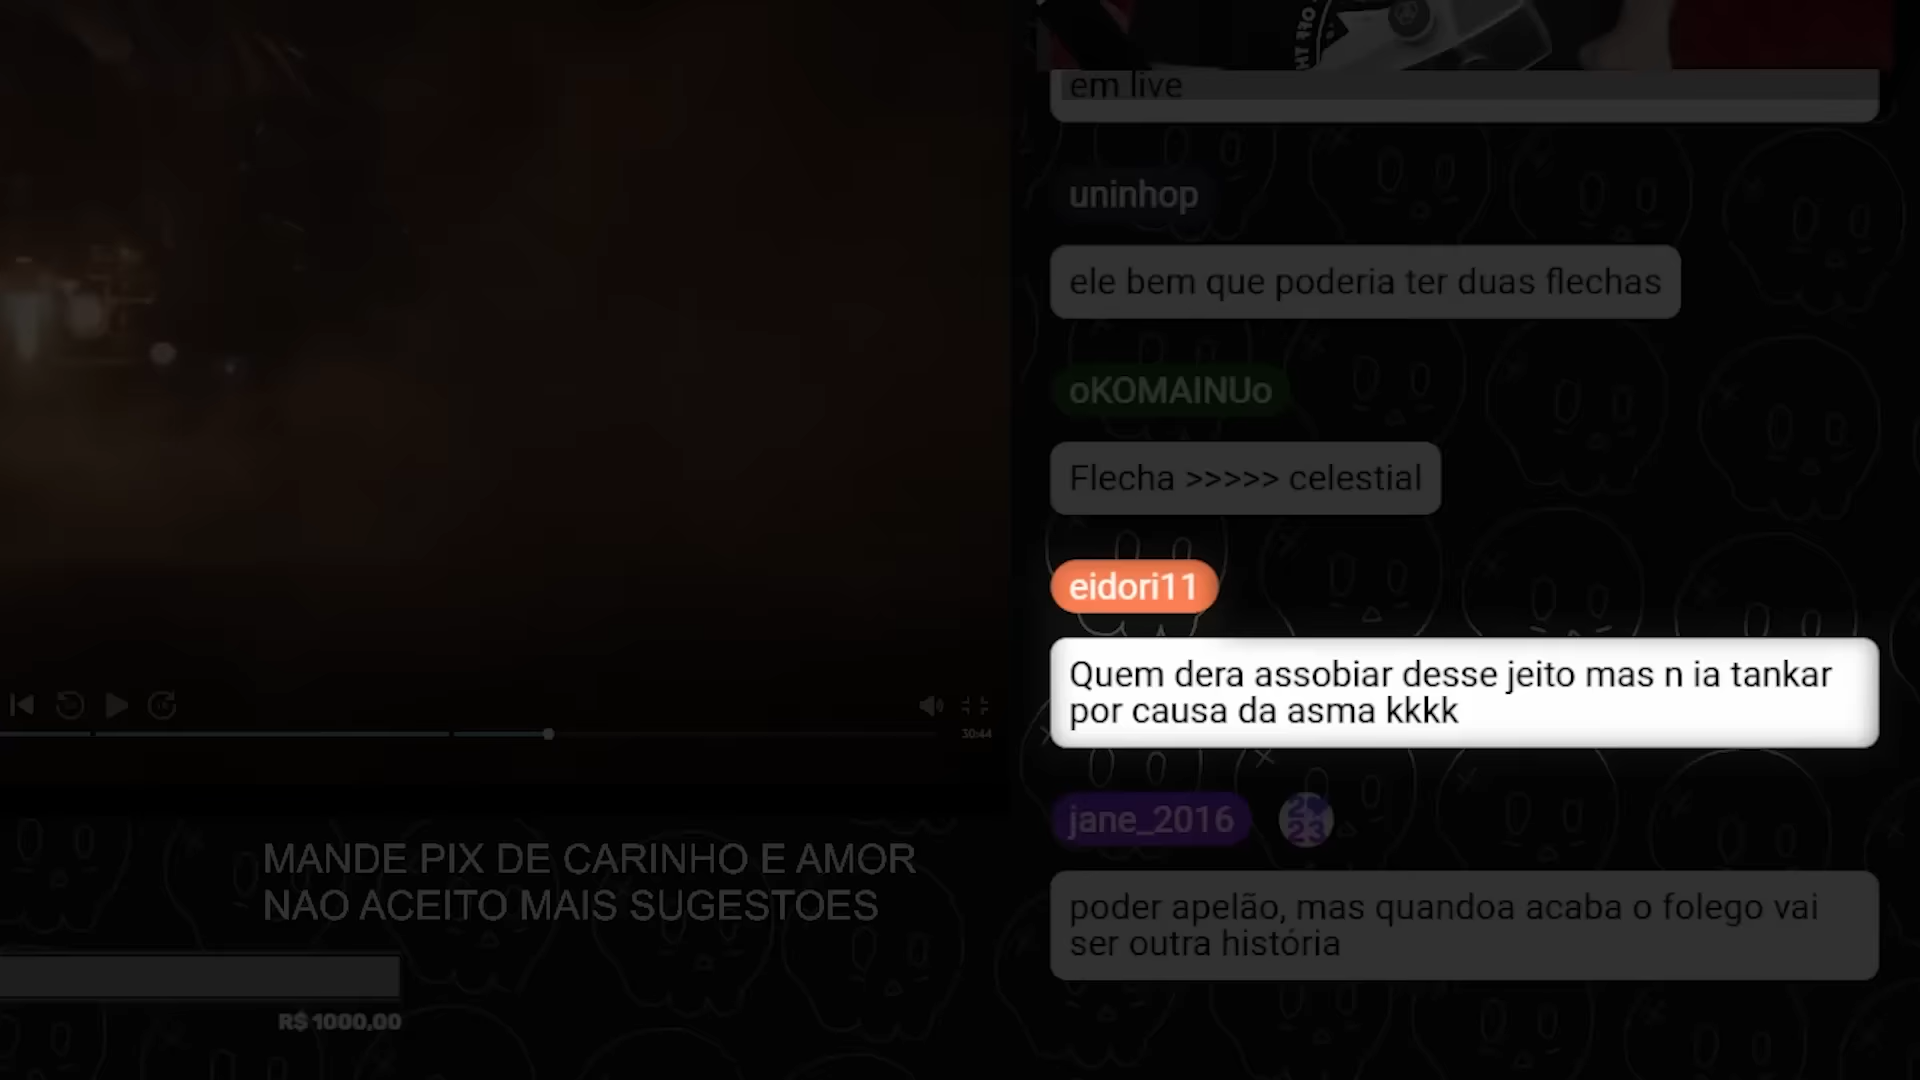 em live
uninhop
ele bem que poderia ter duas flechas
oKOMAINUo
Flecha >>>>> celestial
eidori11
Quem dera assobiar desse jeito mas n ia tankar
por causa da asma kkkk
jane_2016
poder apelão, mas quandoa acaba o folego vai
ser outra história
30:44
MANDE PIX DE CARINHO E AMOR
NAO ACEITO MAIS SUGESTOES
R$ 1000,00